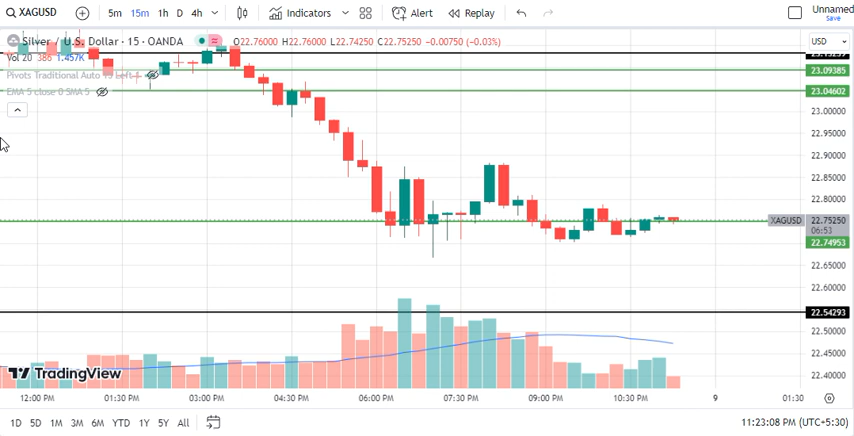 XAGUSD 5m 15m 1h D 4h Indicators Alert Replay Unnamed
Save
Silver / U.S. Dollar · 15 · OANDA O22.76000 H22.76000 L22.74250 C22.75250 -0.00750 (-0.03%) USD
Vol 20 386 1.457K
Pivots Traditional Auto 15 Left 1
EMA 5 close 0 SMA 5
23.09385
23.04602
23.00000
22.95000
22.90000
22.85000
22.80000
XAGUSD 22.75250
06:53
22.74953
22.65000
22.60000
22.54293
22.50000
22.45000
22.40000
TradingView
12:00 PM 01:30 PM 03:00 PM 04:30 PM 06:00 PM 07:30 PM 09:00 PM 10:30 PM 9 01:30
1D 5D 1M 3M 6M YTD 1Y 5Y All 11:23:08 PM (UTC+5:30)